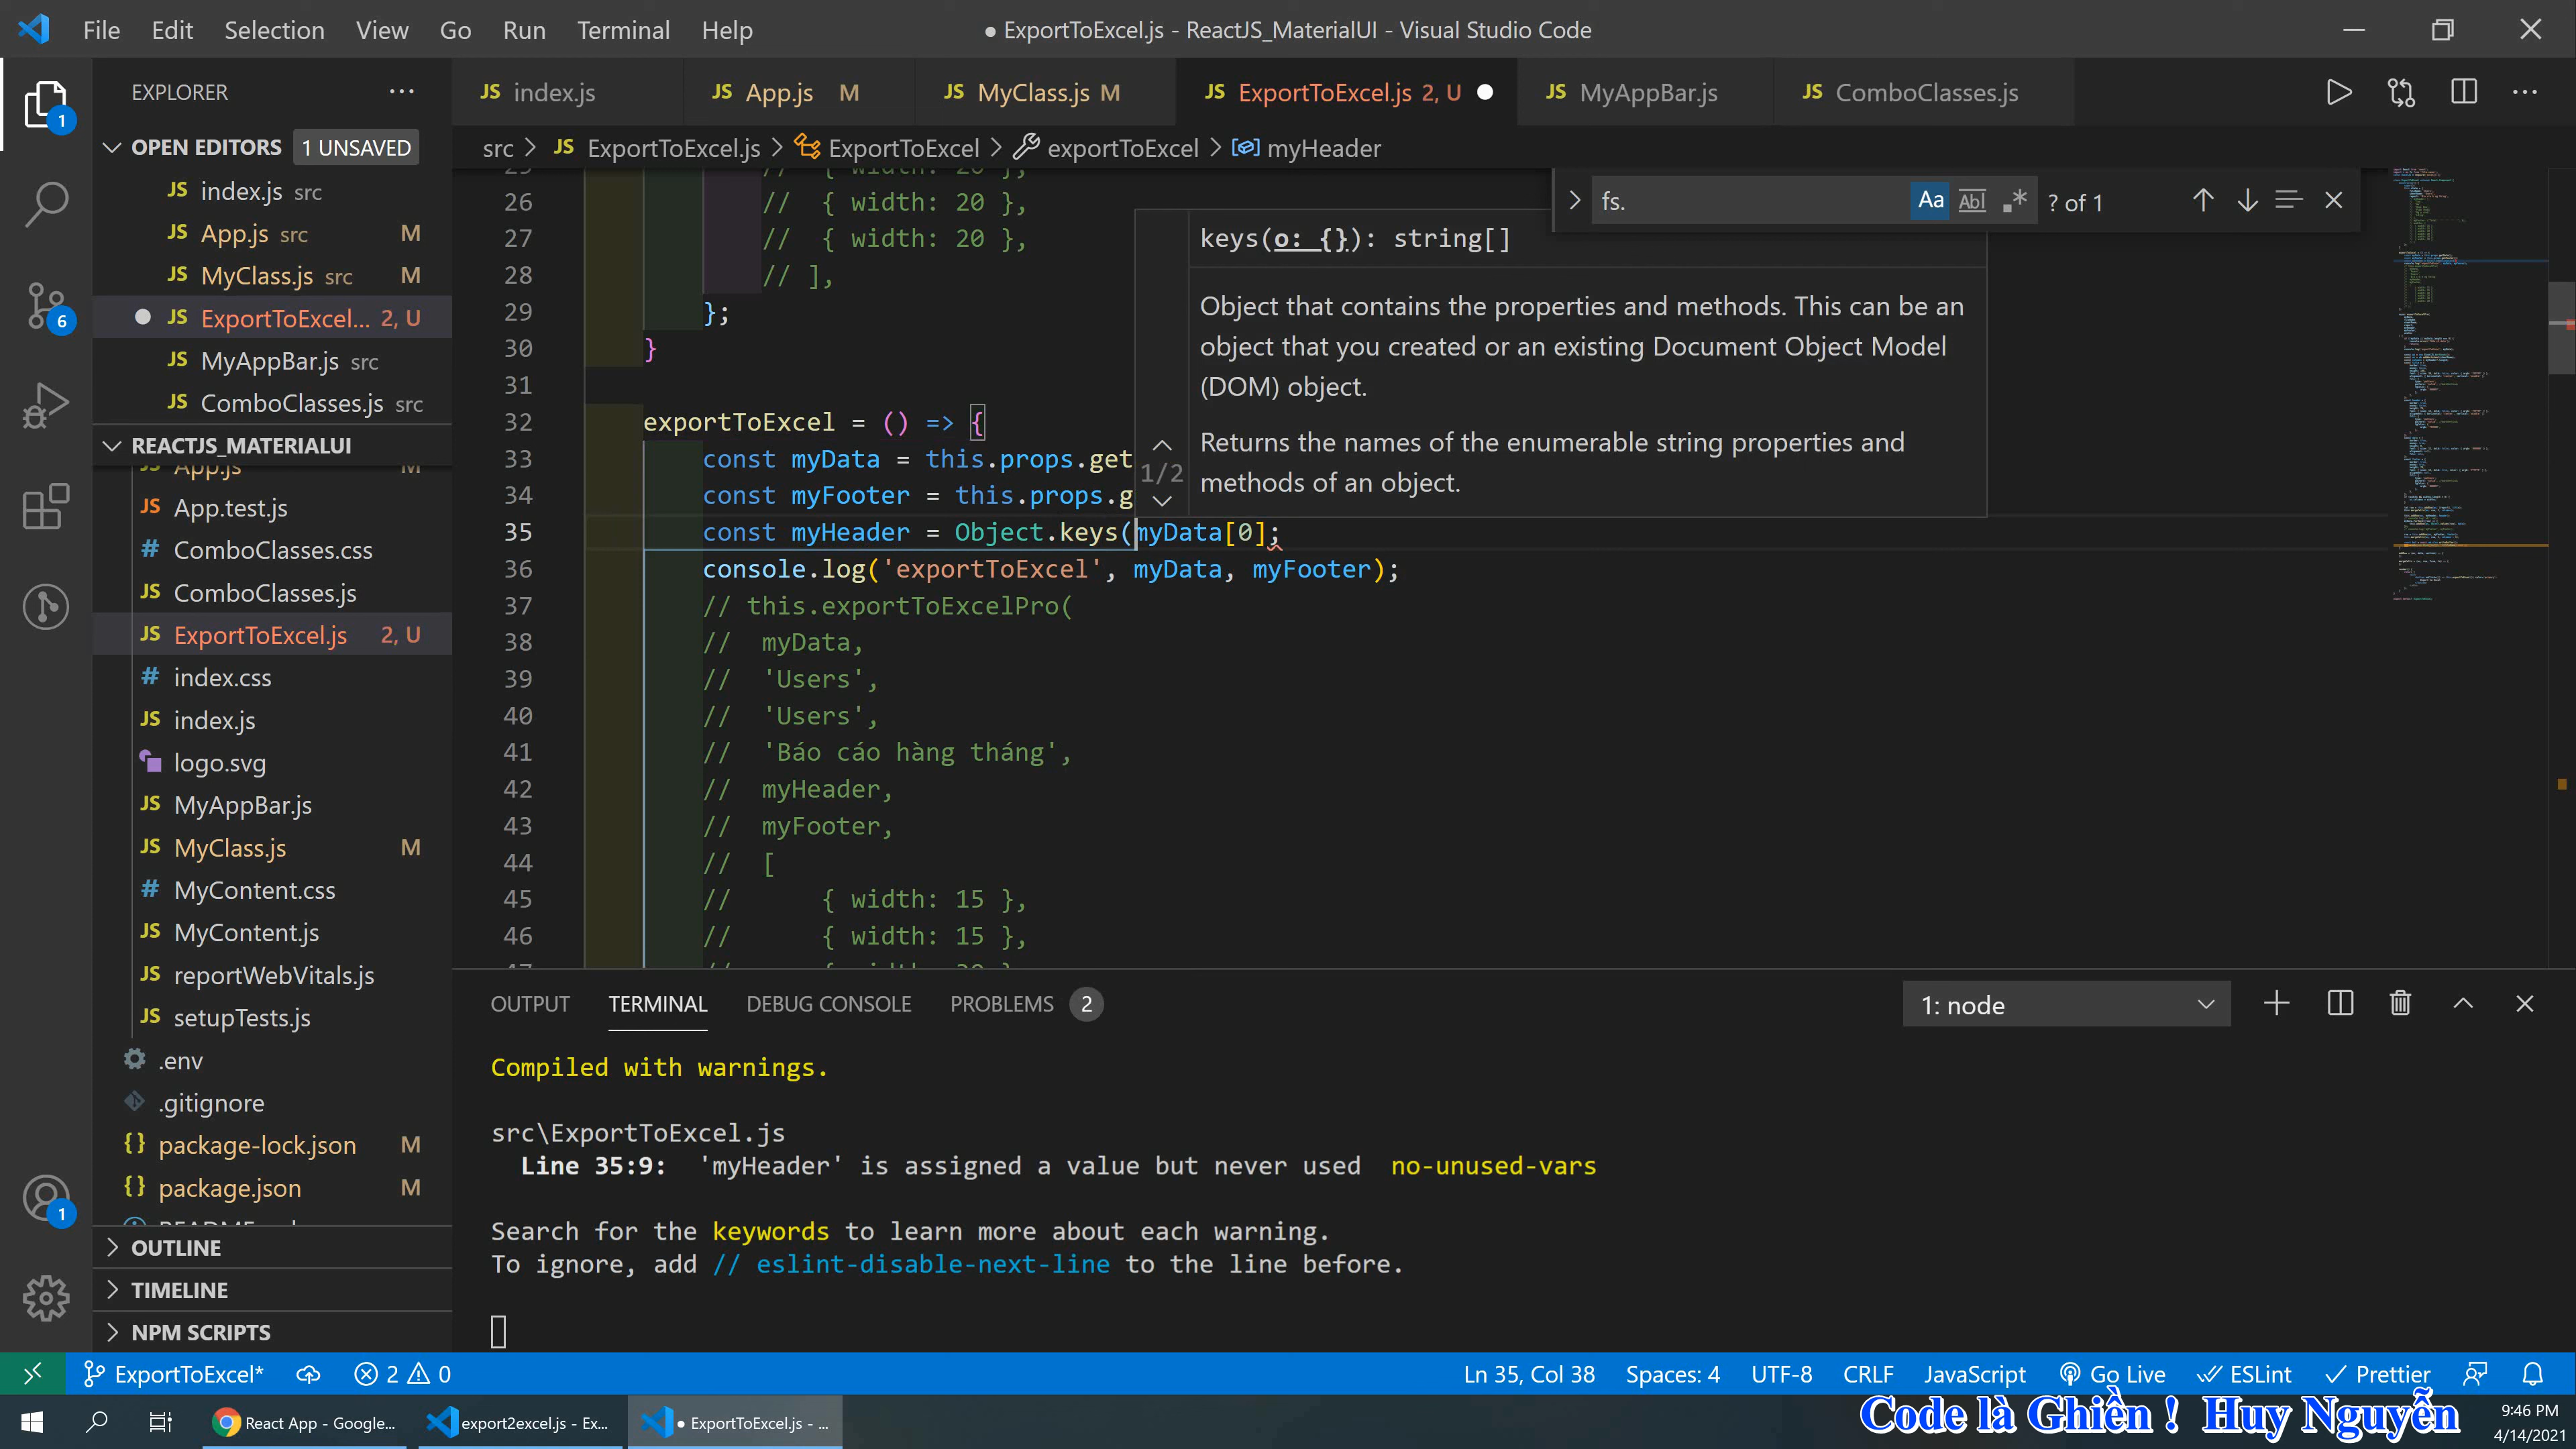 File Edit Selection View Go Run Terminal Help
● ExportToExcel.js - ReactJS_MaterialUI - Visual Studio Code
EXPLORER
JS index.js
JS App.js M
JS MyClass.js M
JS ExportToExcel.js 2, U
JS MyAppBar.js
JS ComboClasses.js
OPEN EDITORS 1 UNSAVED
JS index.js src
JS App.js src M
JS MyClass.js src M
JS ExportToExcel... 2, U
JS MyAppBar.js src
JS ComboClasses.js src
REACTJS_MATERIALUI
JS App.js M
JS App.test.js
# ComboClasses.css
JS ComboClasses.js
JS ExportToExcel.js 2, U
# index.css
JS index.js
logo.svg
JS MyAppBar.js
JS MyClass.js M
# MyContent.css
JS MyContent.js
JS reportWebVitals.js
JS setupTests.js
.env
.gitignore
{} package-lock.json M
{} package.json M
OUTLINE
TIMELINE
NPM SCRIPTS
src > JS ExportToExcel.js > ExportToExcel > exportToExcel > myHeader
fs. Aa Abl .* ? of 1
26 // { width: 20 },
27 // { width: 20 },
28 // ],
29 };
30 }
31
32 exportToExcel = () => {
33 const myData = this.props.get
34 const myFooter = this.props.g
35 const myHeader = Object.keys(myData[0];
36 console.log('exportToExcel', myData, myFooter);
37 // this.exportToExcelPro(
38 // myData,
39 // 'Users',
40 // 'Users',
41 // 'Báo cáo hàng tháng',
42 // myHeader,
43 // myFooter,
44 // [
45 // { width: 15 },
46 // { width: 15 },
keys(o: {}): string[]
Object that contains the properties and methods. This can be an
object that you created or an existing Document Object Model
(DOM) object.
1/2
Returns the names of the enumerable string properties and
methods of an object.
OUTPUT TERMINAL DEBUG CONSOLE PROBLEMS 2
1: node
Compiled with warnings.
src\ExportToExcel.js
Line 35:9: 'myHeader' is assigned a value but never used no-unused-vars
Search for the keywords to learn more about each warning.
To ignore, add // eslint-disable-next-line to the line before.
1
6
1
ExportToExcel* 2 0
Ln 35, Col 38 Spaces: 4 UTF-8 CRLF JavaScript Go Live ESLint Prettier
React App - Google...
export2excel.js - Ex...
● ExportToExcel.js - ...
Code là Ghiền ! Huy Nguyễn
9:46 PM
4/14/2021